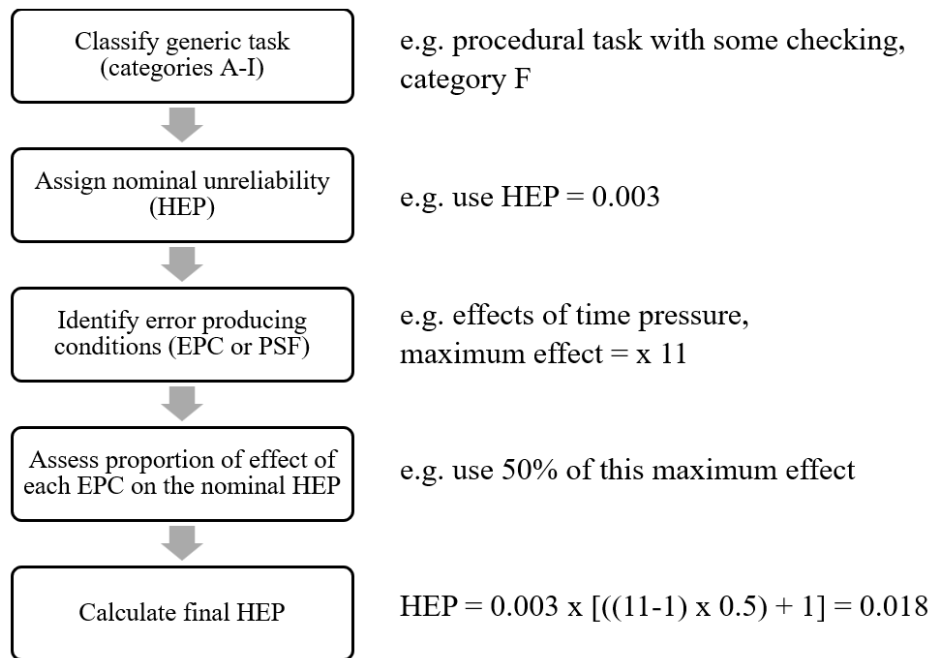 Classify generic task
(categories A-I)
e.g. procedural task with some checking,
category F
Assign nominal unreliability
(HEP)
e.g. use HEP = 0.003
Identify error producing
conditions (EPC or PSF)
e.g. effects of time pressure,
maximum effect = x 11
Assess proportion of effect of
each EPC on the nominal HEP
e.g. use 50% of this maximum effect
Calculate final HEP
HEP = 0.003 x [((11-1) x 0.5) + 1] = 0.018